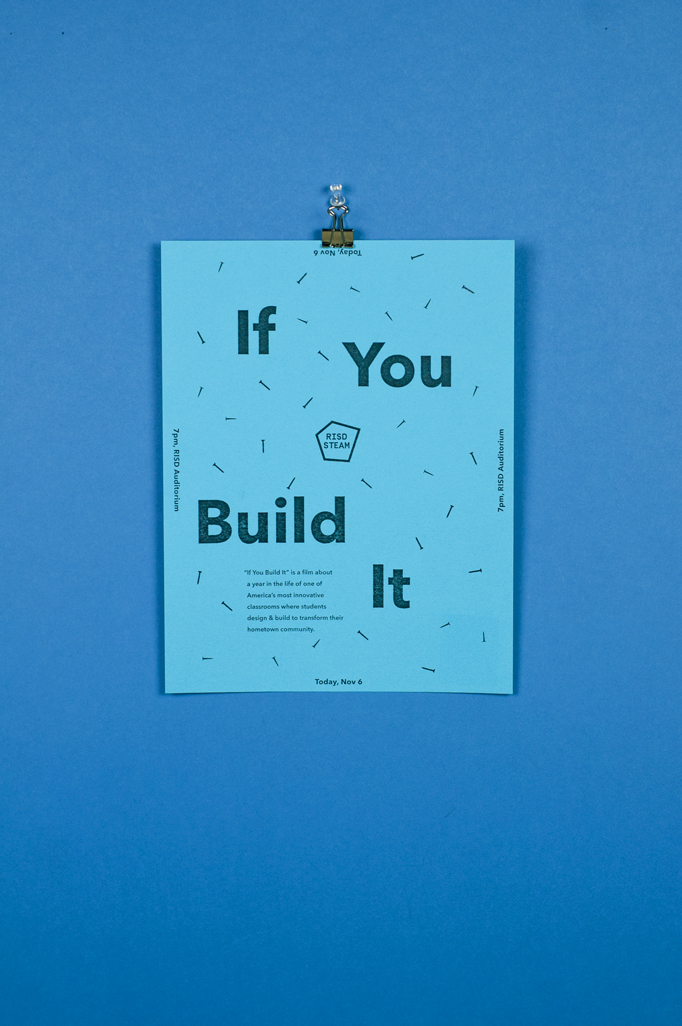 Today, Nov 6
If
You
7pm, RISD Auditorium
RISD
STEAM
7pm, RISD Auditorium
Build
It
"If You Build It" is a film about
a year in the life of one of
America's most innovative
classrooms where students
design & build to transform their
hometown community.
Today, Nov 6